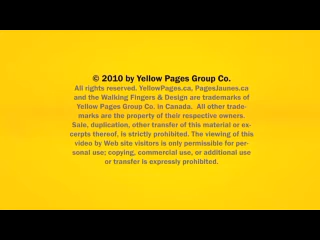 © 2010 by Yellow Pages Group Co.
All rights reserved. YellowPages.ca, PagesJaunes.ca
and the Walking Fingers & Design are trademarks of
Yellow Pages Group Co. in Canada.  All other trade-
marks are the property of their respective owners.
Sale, duplication, other transfer of this material or ex-
cerpts thereof, is strictly prohibited. The viewing of this
video by Web site visitors is only permissible for per-
sonal use; copying, commercial use, or additional use
or transfer is expressly prohibited.